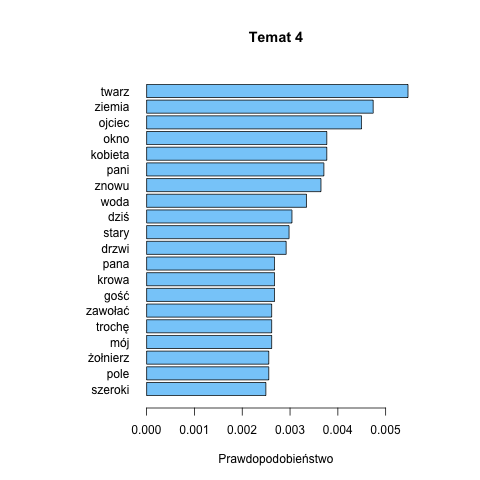 Temat 4
twarz
ziemia
ojciec
okno
kobieta
pani
znowu
woda
dziś
stary
drzwi
pana
krowa
gość
zawołać
trochę
mój
żołnierz
pole
szeroki
0.000 0.001 0.002 0.003 0.004 0.005
Prawdopodobieństwo